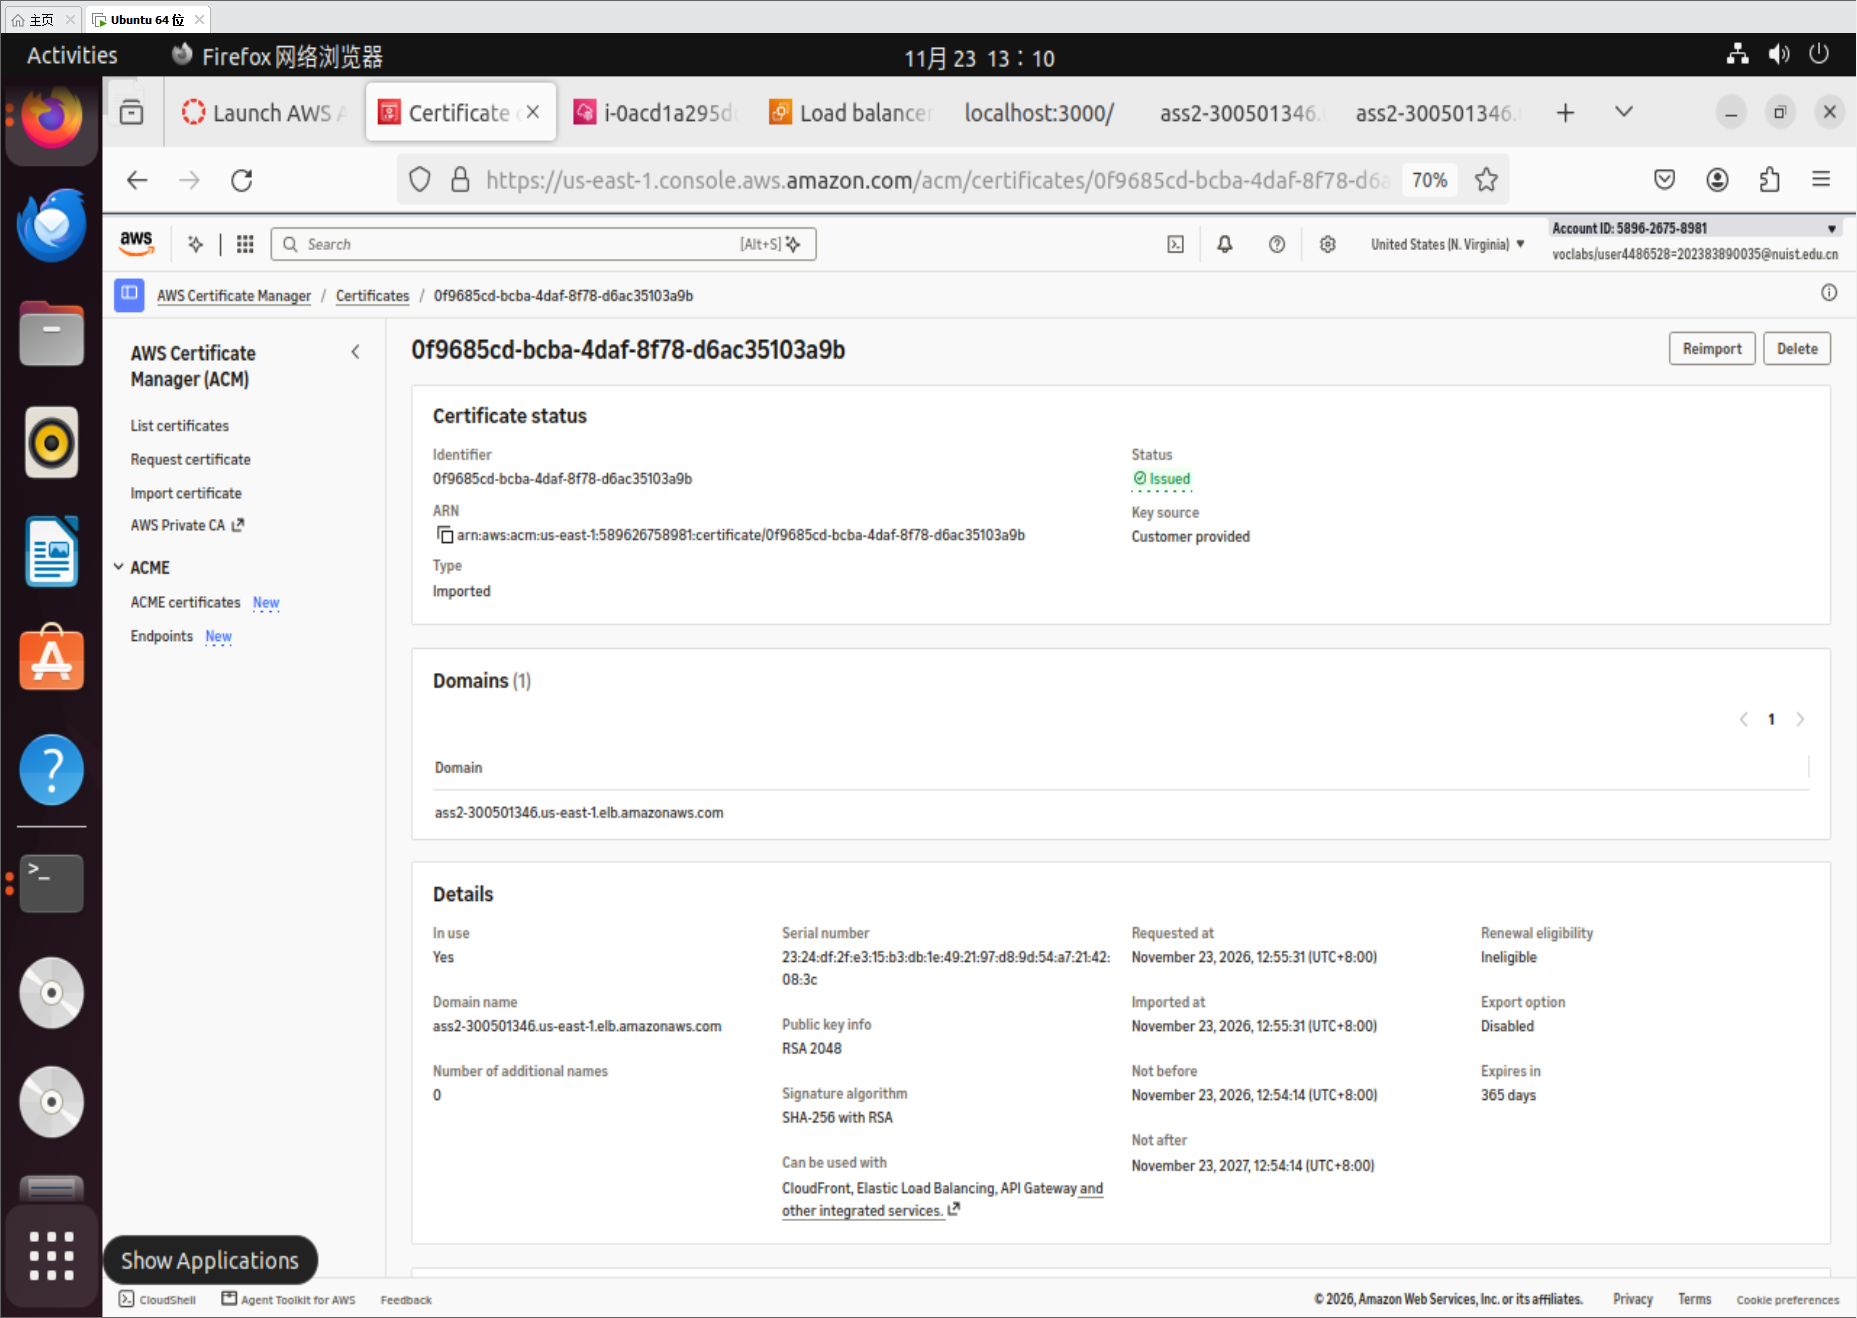 主页
Ubuntu 64 位
Activities
Firefox 网络浏览器
11月 23 13：10
Launch AWS A
Certificate
i-0acd1a295d
Load balancer
localhost:3000/
ass2-300501346.
ass2-300501346.
https://us-east-1.console.aws.amazon.com/acm/certificates/0f9685cd-bcba-4daf-8f78-d6a
70%
aws
Search
[Alt+S]
United States (N. Virginia)
Account ID: 5896-2675-8981
voclabs/user4486528=202383890035@nuist.edu.cn
AWS Certificate Manager / Certificates / 0f9685cd-bcba-4daf-8f78-d6ac35103a9b
AWS Certificate
Manager (ACM)
List certificates
Request certificate
Import certificate
AWS Private CA
ACME
ACME certificates New
Endpoints New
0f9685cd-bcba-4daf-8f78-d6ac35103a9b
Reimport
Delete
Certificate status
Identifier
0f9685cd-bcba-4daf-8f78-d6ac35103a9b
ARN
arn:aws:acm:us-east-1:589626758981:certificate/0f9685cd-bcba-4daf-8f78-d6ac35103a9b
Type
Imported
Status
Issued
Key source
Customer provided
Domains (1)
1
Domain
ass2-300501346.us-east-1.elb.amazonaws.com
Details
In use
Yes
Domain name
ass2-300501346.us-east-1.elb.amazonaws.com
Number of additional names
0
Serial number
23:24:df:2f:e3:15:b3:db:1e:49:21:97:d8:9d:54:a7:21:42:
08:3c
Public key info
RSA 2048
Signature algorithm
SHA-256 with RSA
Can be used with
CloudFront, Elastic Load Balancing, API Gateway and
other integrated services.
Requested at
November 23, 2026, 12:55:31 (UTC+8:00)
Imported at
November 23, 2026, 12:55:31 (UTC+8:00)
Not before
November 23, 2026, 12:54:14 (UTC+8:00)
Not after
November 23, 2027, 12:54:14 (UTC+8:00)
Renewal eligibility
Ineligible
Export option
Disabled
Expires in
365 days
Show Applications
CloudShell
Agent Toolkit for AWS
Feedback
© 2026, Amazon Web Services, Inc. or its affiliates.
Privacy
Terms
Cookie preferences